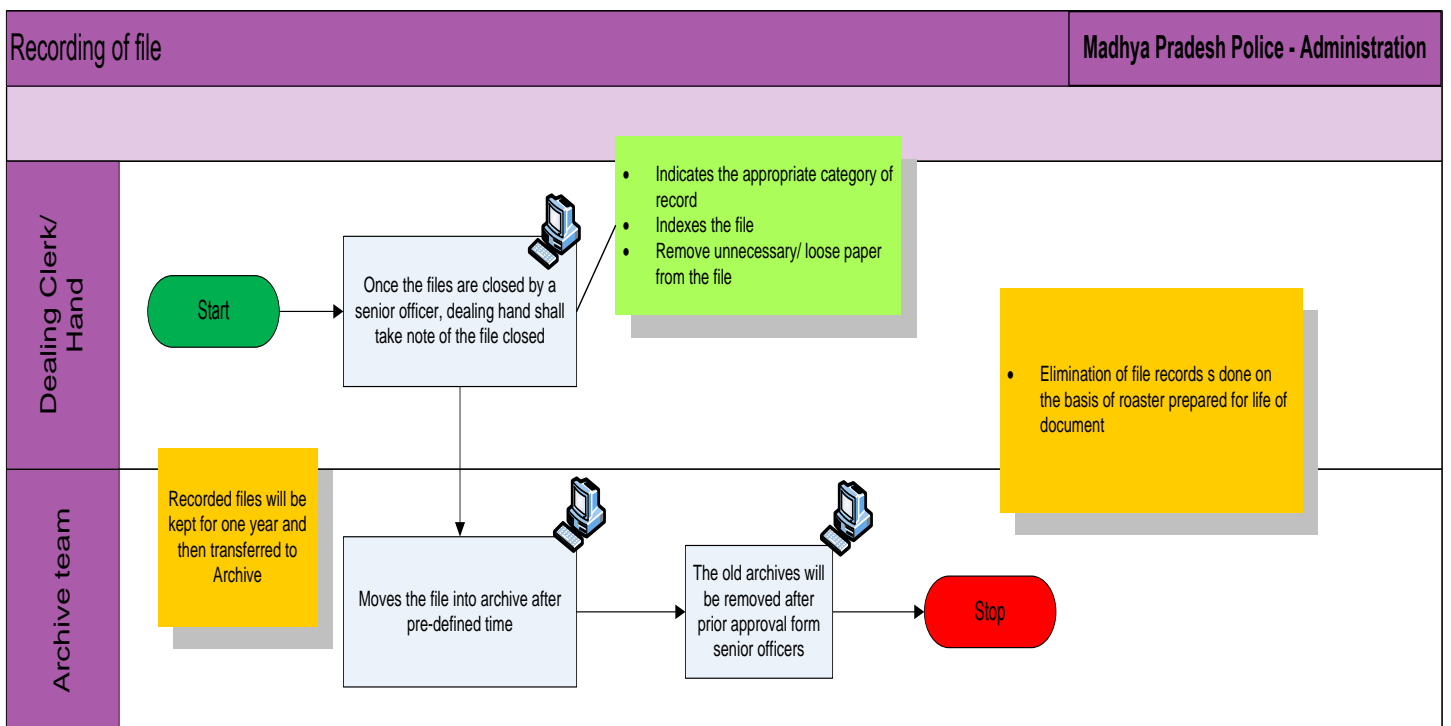 Recording of file
Madhya Pradesh Police - Administration
Dealing Clerk/
Hand
Start
Once the files are closed by a
senior officer, dealing hand shall
take note of the file closed
• Indicates the appropriate category of
record
• Indexes the file
• Remove unnecessary/ loose paper
from the file
• Elimination of file records s done on
the basis of roaster prepared for life of
document
Archive team
Recorded files will be
kept for one year and
then transferred to
Archive
Moves the file into archive after
pre-defined time
The old archives will
be removed after
prior approval form
senior officers
Stop